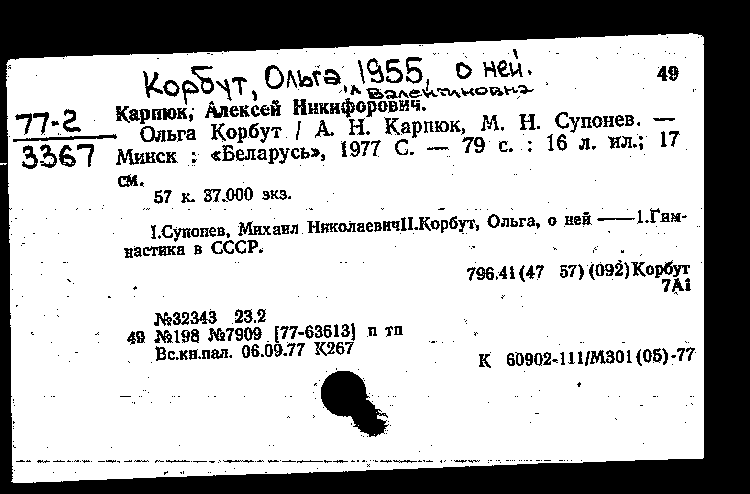 Корбут, Ольга, 1955, о ней. 49
Валентиновна
77-2
3367
Карпюк, Алексей Никифорович.
Ольга Корбут / А. Н. Карпюк, М. Н. Супонев. —
Минск : «Беларусь», 1977 С. — 79 с. : 16 л. ил.; 17
см.
57 к. 37.000 экз.
I.Супонев, Михаил НиколаевичII.Корбут, Ольга, о ней ——1.Гим-
настика в СССР.
796.41(47 57)(092)Корбут
7А1
№32343 23.2
49 №198 №7909 [77-63613] п тп
Вс.кн.пал. 06.09.77 К267
К 60902-111/М301(05)-77